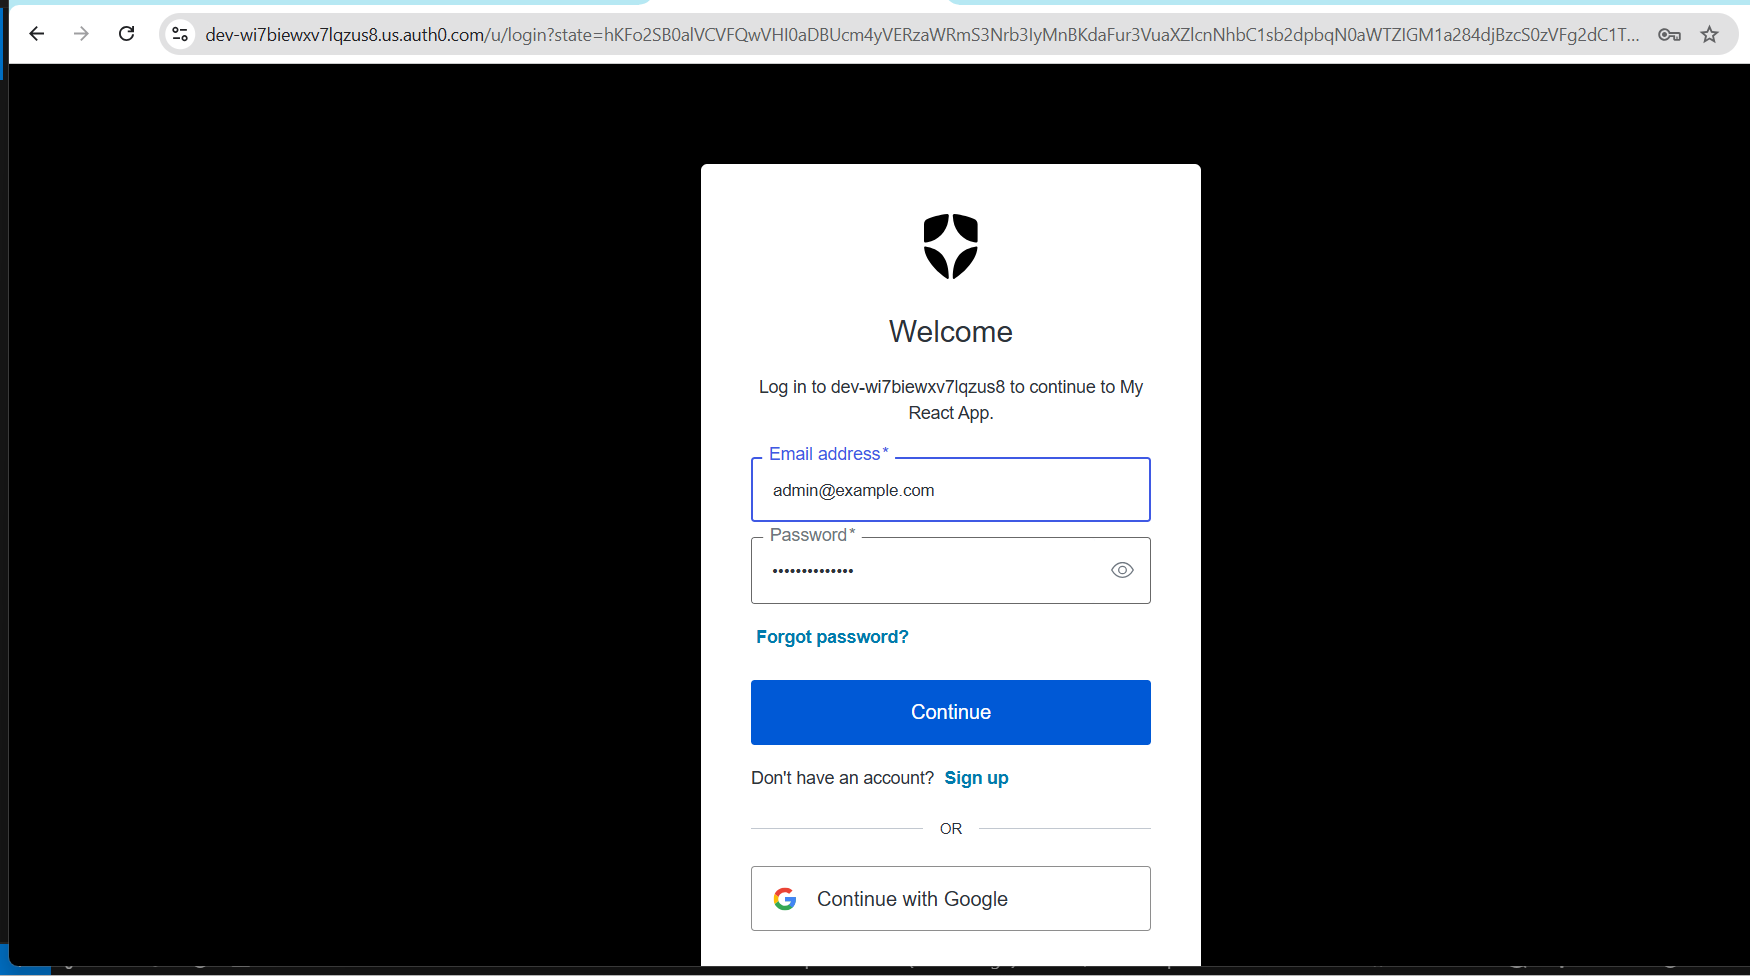 dev-wi7biewxv7lqzus8.us.auth0.com/u/login?state=hKFo2SB0alVCVFQwVHI0aDBUcm4yVERzaWRmS3Nrb3IyMnBKdaFur3VuaXZlcnNhbC1sb2dpbqN0aWTZIGM1a284djBzcS0zVFg2dC1T...
Welcome
Log in to dev-wi7biewxv7lqzus8 to continue to My
React App.
Email address*
admin@example.com
Password*
••••••••••••••
Forgot password?
Continue
Don't have an account? Sign up
OR
Continue with Google